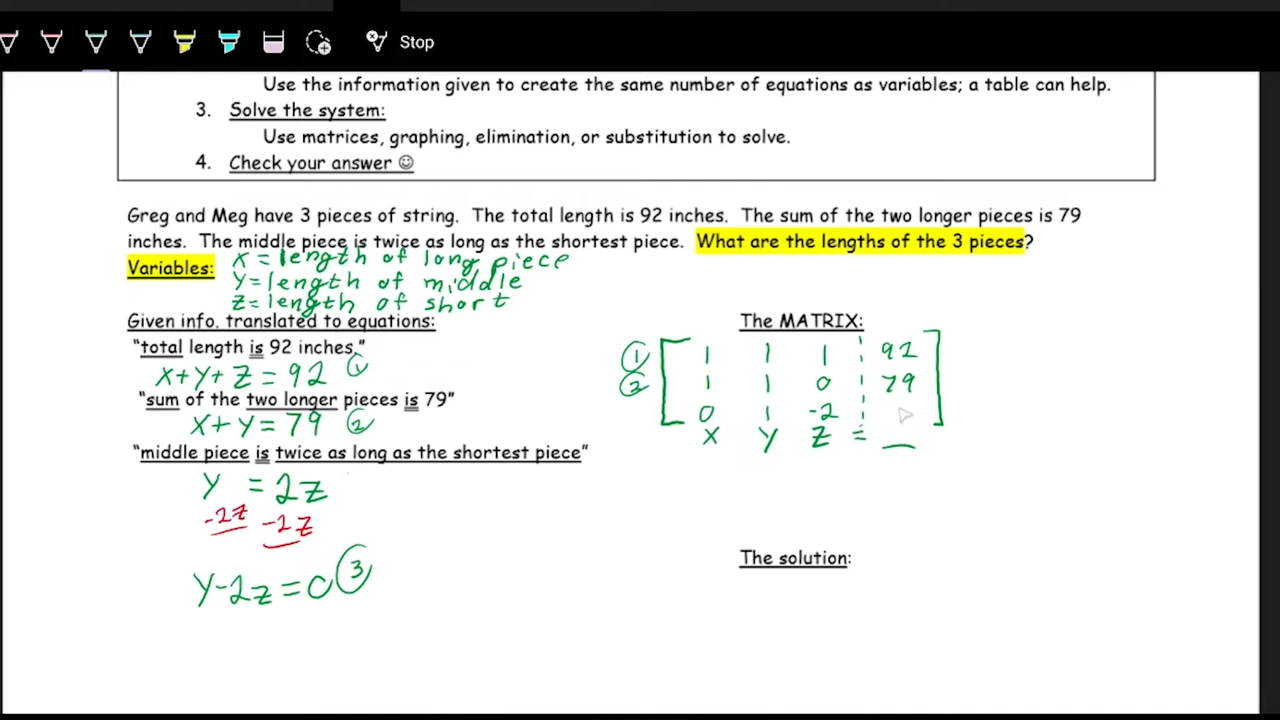 Stop
Use the information given to create the same number of equations as variables; a table can help.
3. Solve the system:
Use matrices, graphing, elimination, or substitution to solve.
4. Check your answer ☺
Greg and Meg have 3 pieces of string. The total length is 92 inches. The sum of the two longer pieces is 79
inches. The middle piece is twice as long as the shortest piece. What are the lengths of the 3 pieces?
Variables: X = length of long piece
Y = length of middle
Z = length of short
Given info. translated to equations:
"total length is 92 inches,"
X + Y + Z = 92 ①
"sum of the two longer pieces is 79"
X + Y = 79 ②
"middle piece is twice as long as the shortest piece"
Y = 2Z
-2Z -2Z
Y - 2Z = 0 ③
The MATRIX:
① 1 1 1 92
② 1 1 0 79
0 1 -2
X Y Z =
The solution: